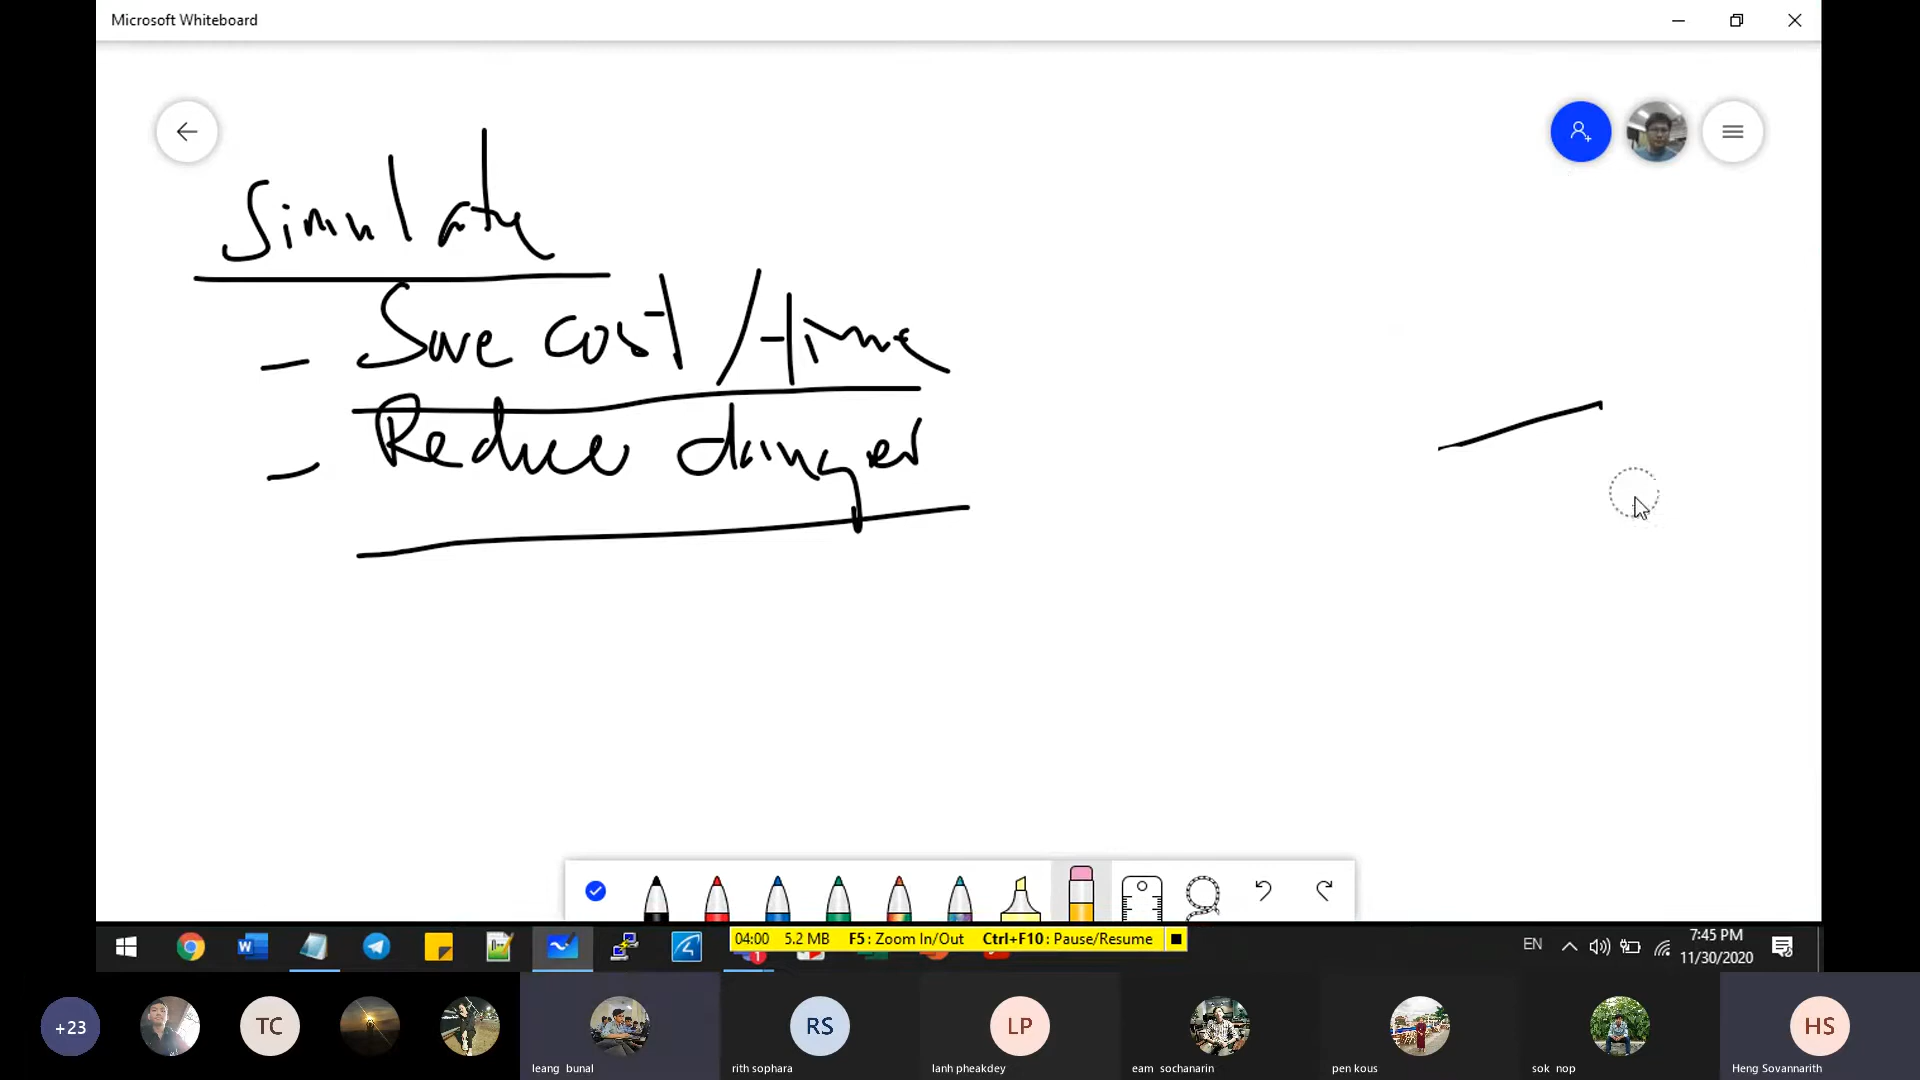 Microsoft Whiteboard
Simulate
- Save cost / time
- Reduce danger
04:00 5.2 MB F5: Zoom In/Out Ctrl+F10: Pause/Resume
EN
7:45 PM
11/30/2020
+23
TC
RS
LP
HS
leang bunal
rith sophara
lanh pheakdey
eam sochanarin
pen kous
sok nop
Heng Sovannarith